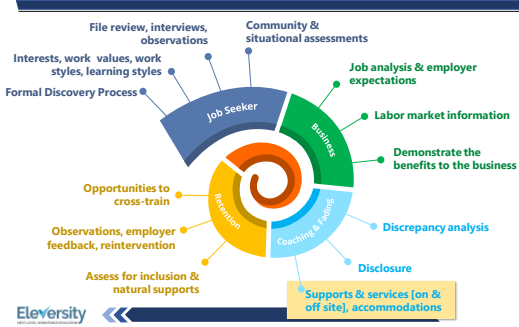 File review, interviews,
observations
Community &
situational assessments
Interests, work values, work
styles, learning styles
Formal Discovery Process
Job Seeker
Job analysis & employer
expectations
Labor market information
Business
Demonstrate the
benefits to the business
Opportunities to
cross-train
Retention
Observations, employer
feedback, reintervention
Assess for inclusion &
natural supports
Coaching & Fading
Discrepancy analysis
Disclosure
Supports & services [on &
off site], accommodations
Eleversity